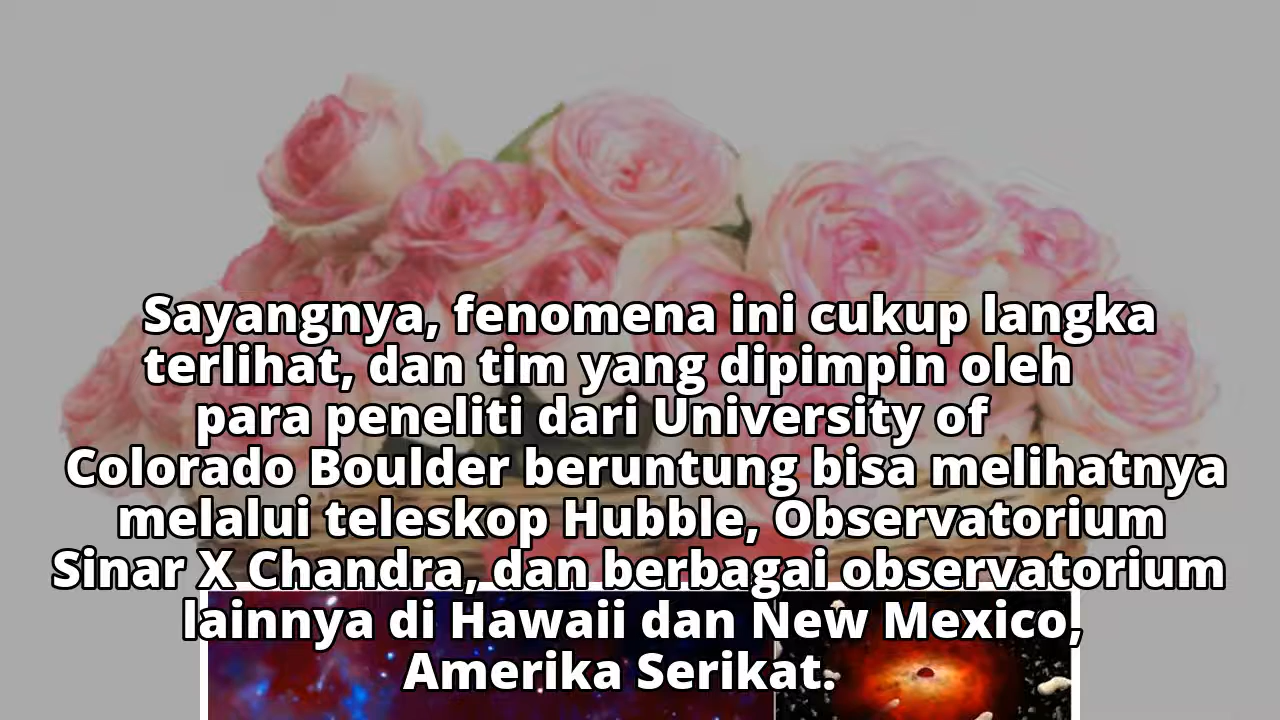 Sayangnya, fenomena ini cukup langka
terlihat, dan tim yang dipimpin oleh
para peneliti dari University of
Colorado Boulder beruntung bisa melihatnya
melalui teleskop Hubble, Observatorium
Sinar X Chandra, dan berbagai observatorium
lainnya di Hawaii dan New Mexico,
Amerika Serikat.